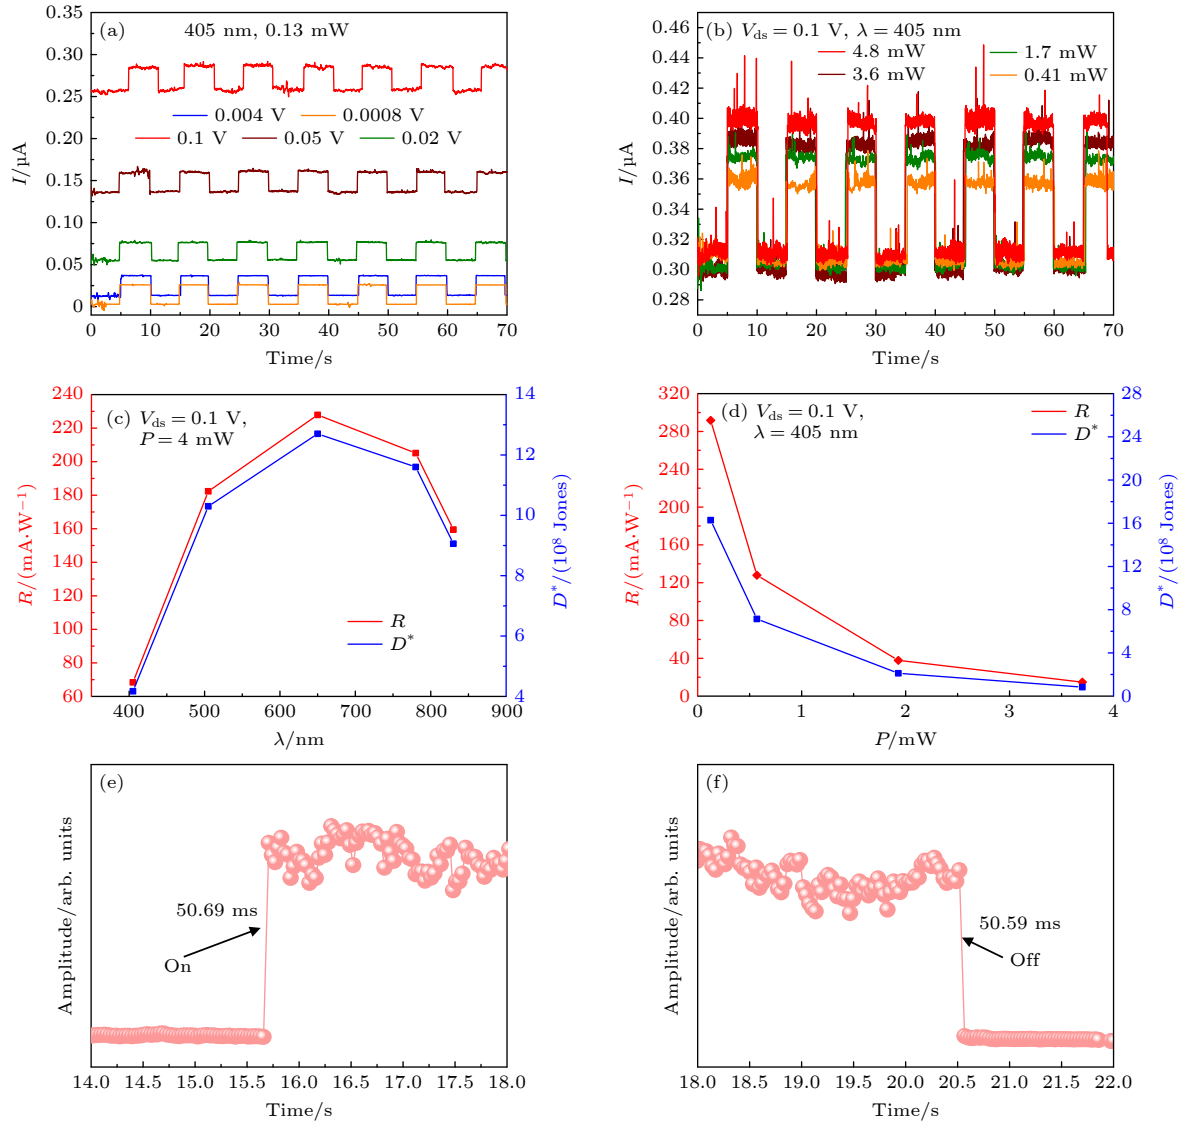 (a)
405 nm, 0.13 mW
0.004 V
0.0008 V
0.1 V
0.05 V
0.02 V
I/μA
0.35
0.30
0.25
0.20
0.15
0.10
0.05
0
0 10 20 30 40 50 60 70
Time/s
(b)
Vds = 0.1 V, λ = 405 nm
4.8 mW
1.7 mW
3.6 mW
0.41 mW
I/μA
0.46
0.44
0.42
0.40
0.38
0.36
0.34
0.32
0.30
0.28
0 10 20 30 40 50 60 70
Time/s
(c) Vds = 0.1 V,
P = 4 mW
R
D*
R/(mA·W−1)
240
220
200
180
160
140
120
100
80
60
D*/(10^8 Jones)
14
12
10
8
6
4
400 500 600 700 800 900
λ/nm
(d) Vds = 0.1 V,
λ = 405 nm
R
D*
R/(mA·W−1)
320
280
240
200
160
120
80
40
0
D*/(10^8 Jones)
28
24
20
16
12
8
4
0
0 1 2 3 4
P/mW
(e)
50.69 ms
On
Amplitude/arb. units
14.0 14.5 15.0 15.5 16.0 16.5 17.0 17.5 18.0
Time/s
(f)
50.59 ms
Off
Amplitude/arb. units
18.0 18.5 19.0 19.5 20.0 20.5 21.0 21.5 22.0
Time/s